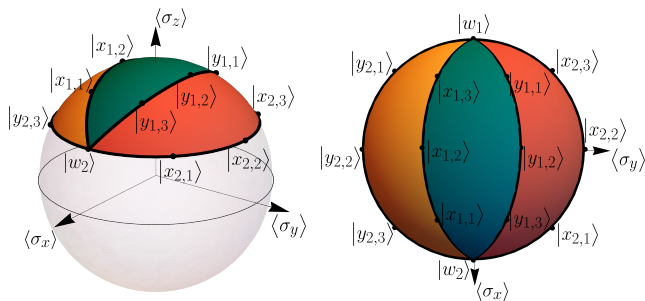 ⟨σz⟩
|x1,2⟩
|y1,1⟩
|x1,1⟩
|y1,2⟩
|x2,3⟩
|y2,3⟩
|y1,3⟩
|w2⟩
|x2,2⟩
|x2,1⟩
⟨σx⟩
⟨σy⟩
|w1⟩
|y2,1⟩
|x2,3⟩
|x1,3⟩
|y1,1⟩
|x2,2⟩
|y2,2⟩
|x1,2⟩
|y1,2⟩
⟨σy⟩
|x1,1⟩
|y1,3⟩
|y2,3⟩
|x2,1⟩
|w2⟩
⟨σx⟩